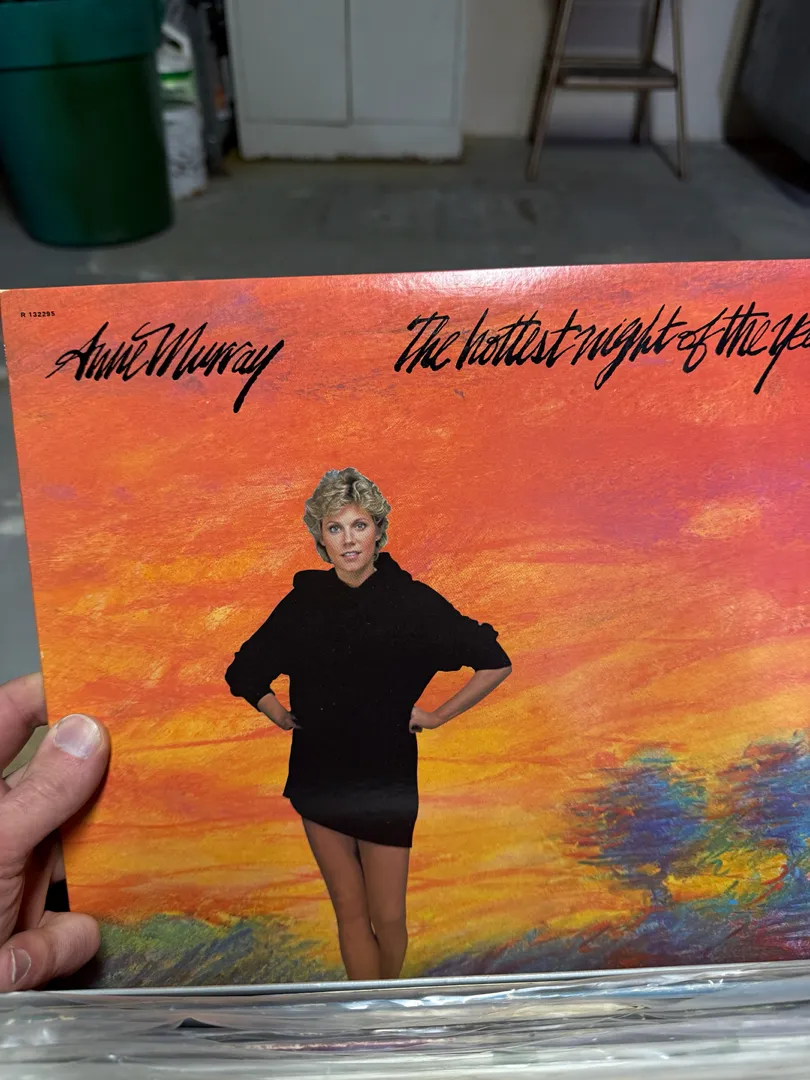 R 132295
Anne Murray
The hottest night of the